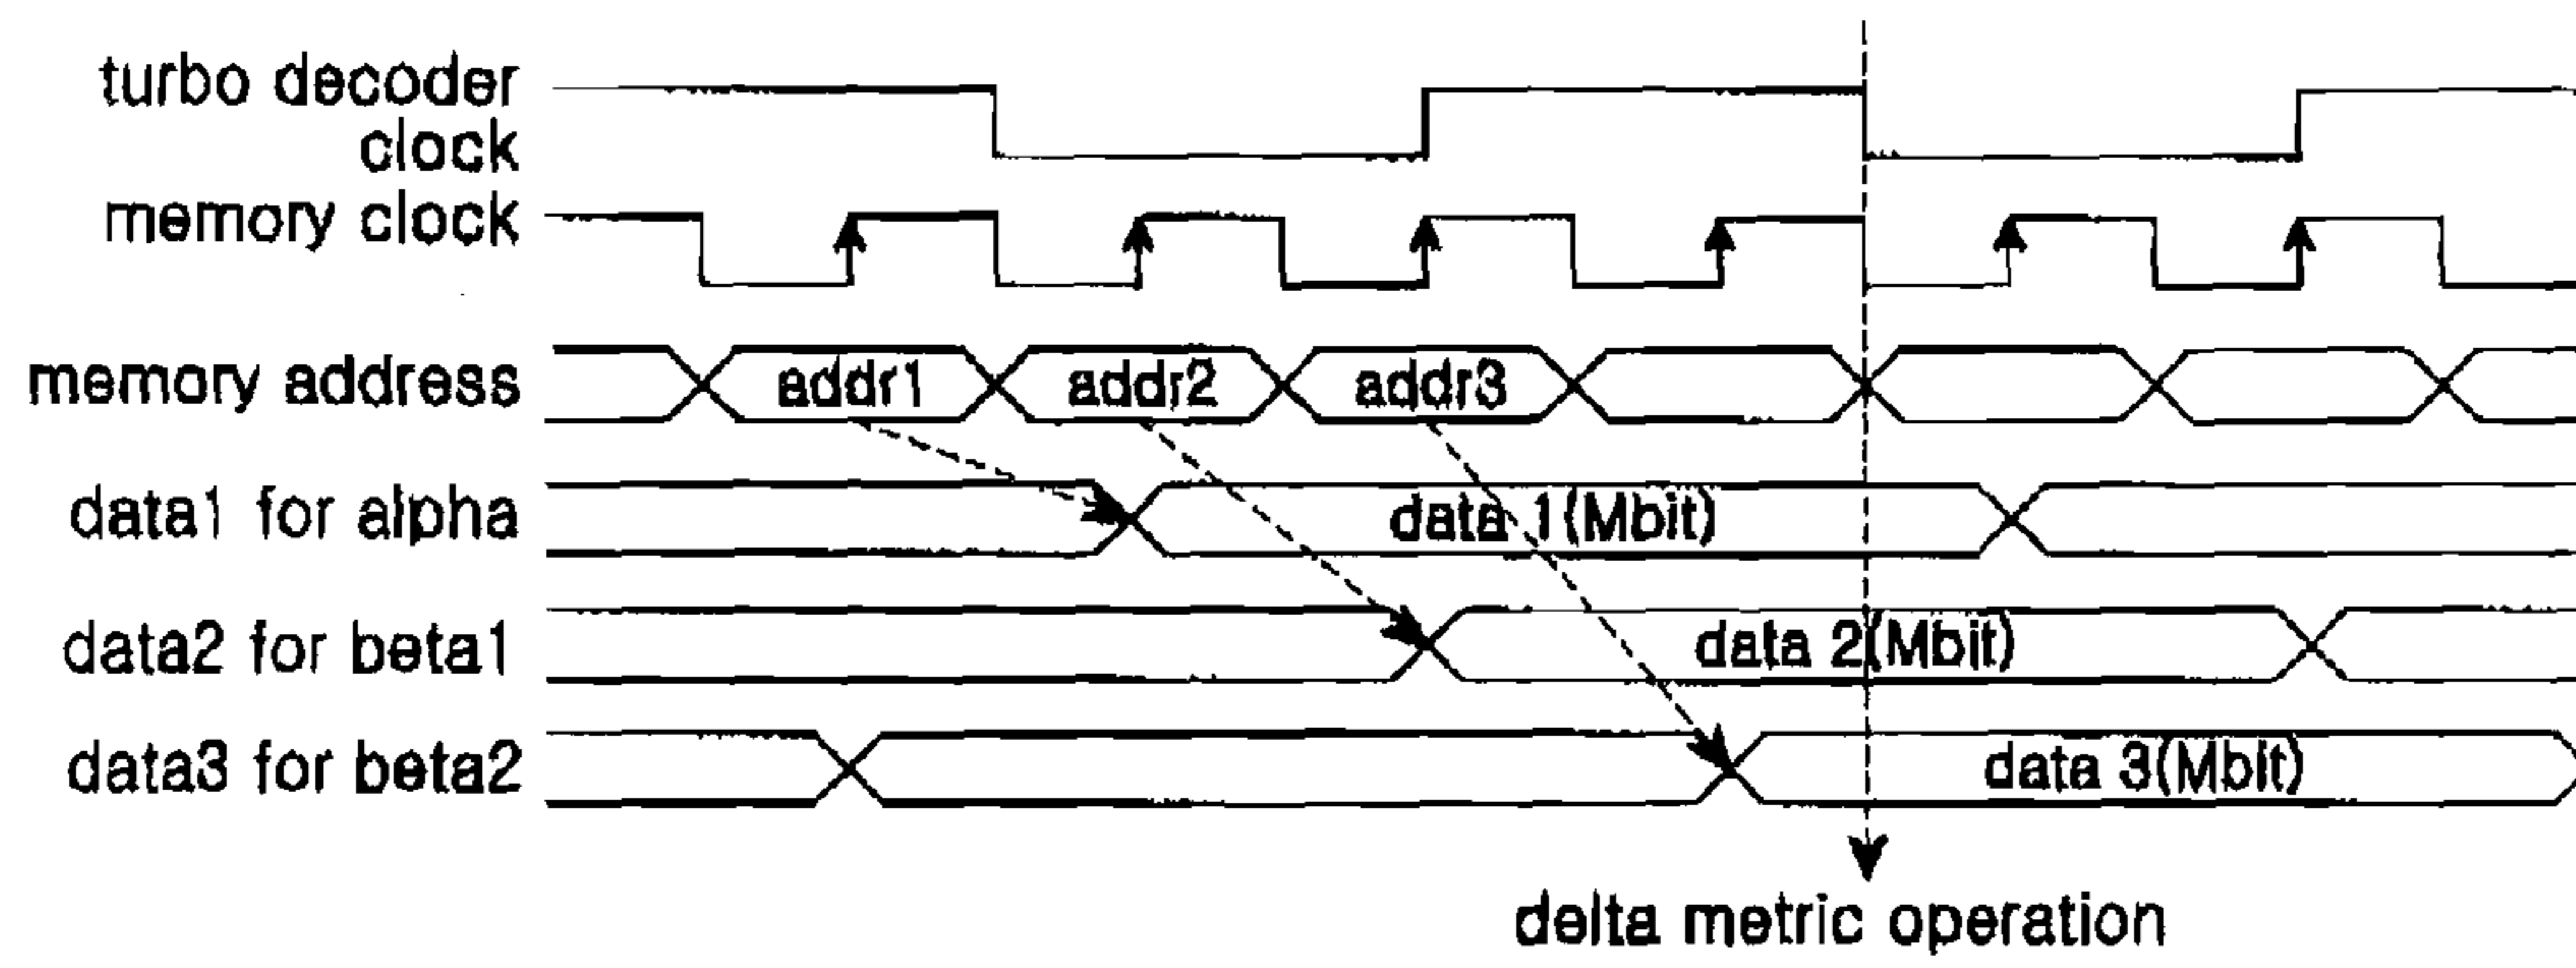 turbo decoder
clock
memory clock
memory address
addr1 addr2 addr3
data1 for alpha
data 1(Mbit)
data2 for beta1
data 2(Mbit)
data3 for beta2
data 3(Mbit)
delta metric operation